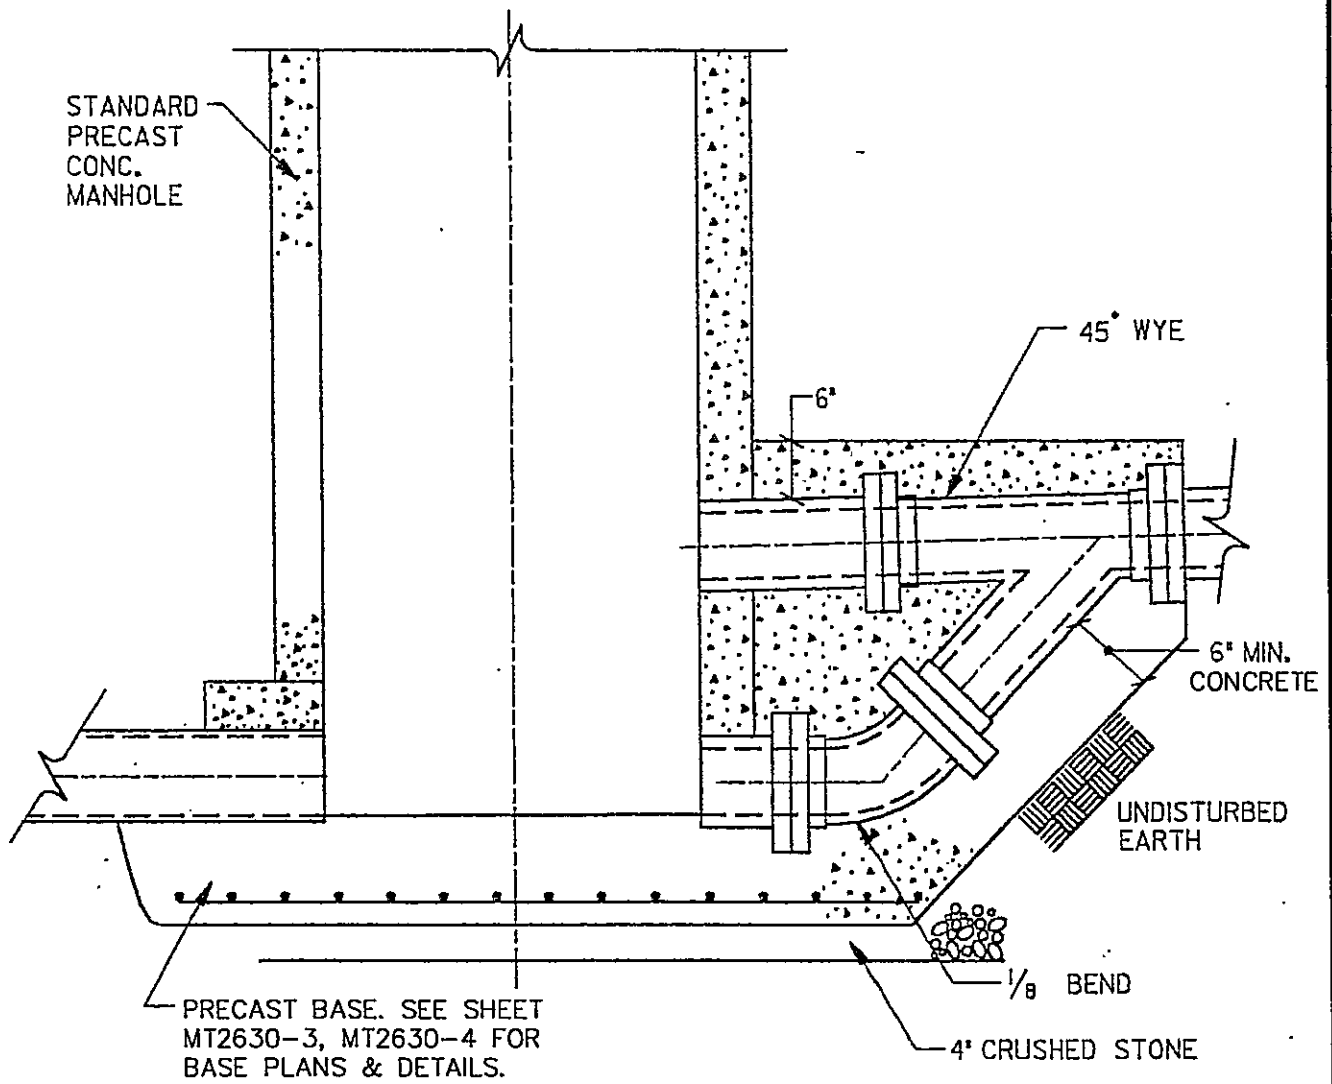 STANDARD
PRECAST
CONC.
MANHOLE
45° WYE
6"
6" MIN.
CONCRETE
UNDISTURBED
EARTH
1/8 BEND
4" CRUSHED STONE
PRECAST BASE. SEE SHEET
MT2630-3, MT2630-4 FOR
BASE PLANS & DETAILS.